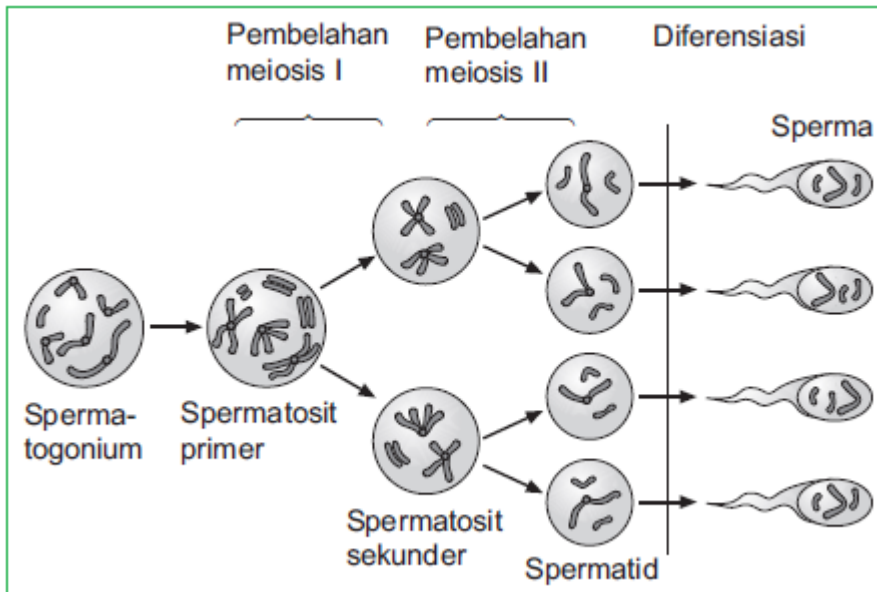 Pembelahan
meiosis I
Pembelahan
meiosis II
Diferensiasi
Sperma
Sperma-
togonium
Spermatosit
primer
Spermatosit
sekunder
Spermatid